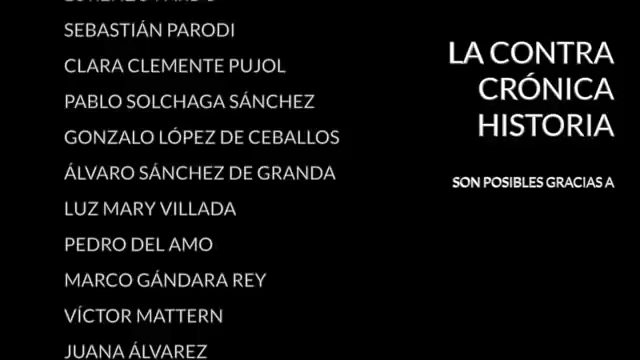 SEBASTIÁN PARODI
CLARA CLEMENTE PUJOL
PABLO SOLCHAGA SÁNCHEZ
GONZALO LÓPEZ DE CEBALLOS
ÁLVARO SÁNCHEZ DE GRANDA
LUZ MARY VILLADA
PEDRO DEL AMO
MARCO GÁNDARA REY
VÍCTOR MATTERN
JUANA ÁLVAREZ
LA CONTRA
CRÓNICA
HISTORIA
SON POSIBLES GRACIAS A